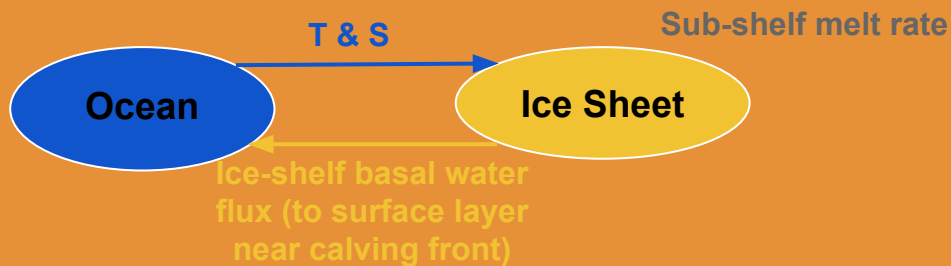 Sub-shelf melt rate
T & S
Ocean
Ice Sheet
Ice-shelf basal water
flux (to surface layer
near calving front)